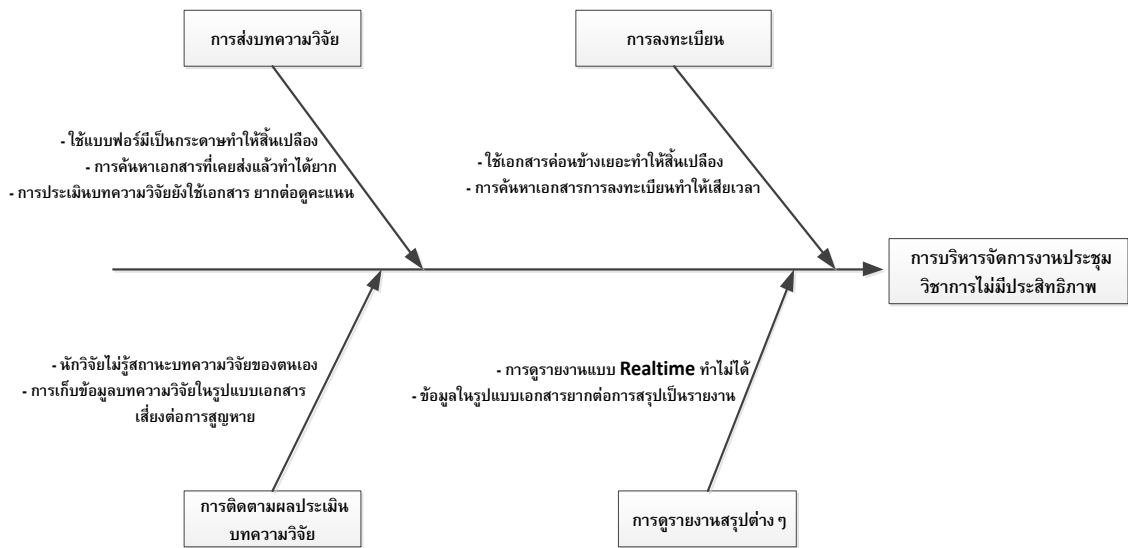 การส่งบทความวิจัย
การลงทะเบียน
- ใช้แบบฟอร์มีเป็นกระดาษทำให้สิ้นเปลือง
- การค้นหาเอกสารที่เคยส่งแล้วทำได้ยาก
- การประเมินบทความวิจัยยังใช้เอกสาร ยากต่อดูคะแนน
- ใช้เอกสารค่อนข้างเยอะทำให้สิ้นเปลือง
- การค้นหาเอกสารการลงทะเบียนทำให้เสียเวลา
การบริหารจัดการงานประชุม
วิชาการไม่มีประสิทธิภาพ
- นักวิจัยไม่รู้สถานะบทความวิจัยของตนเอง
- การเก็บข้อมูลบทความวิจัยในรูปแบบเอกสาร
เสี่ยงต่อการสูญหาย
- การดูรายงานแบบ Realtime ทำไม่ได้
- ข้อมูลในรูปแบบเอกสารยากต่อการสรุปเป็นรายงาน
การติดตามผลประเมิน
บทความวิจัย
การดูรายงานสรุปต่าง ๆ